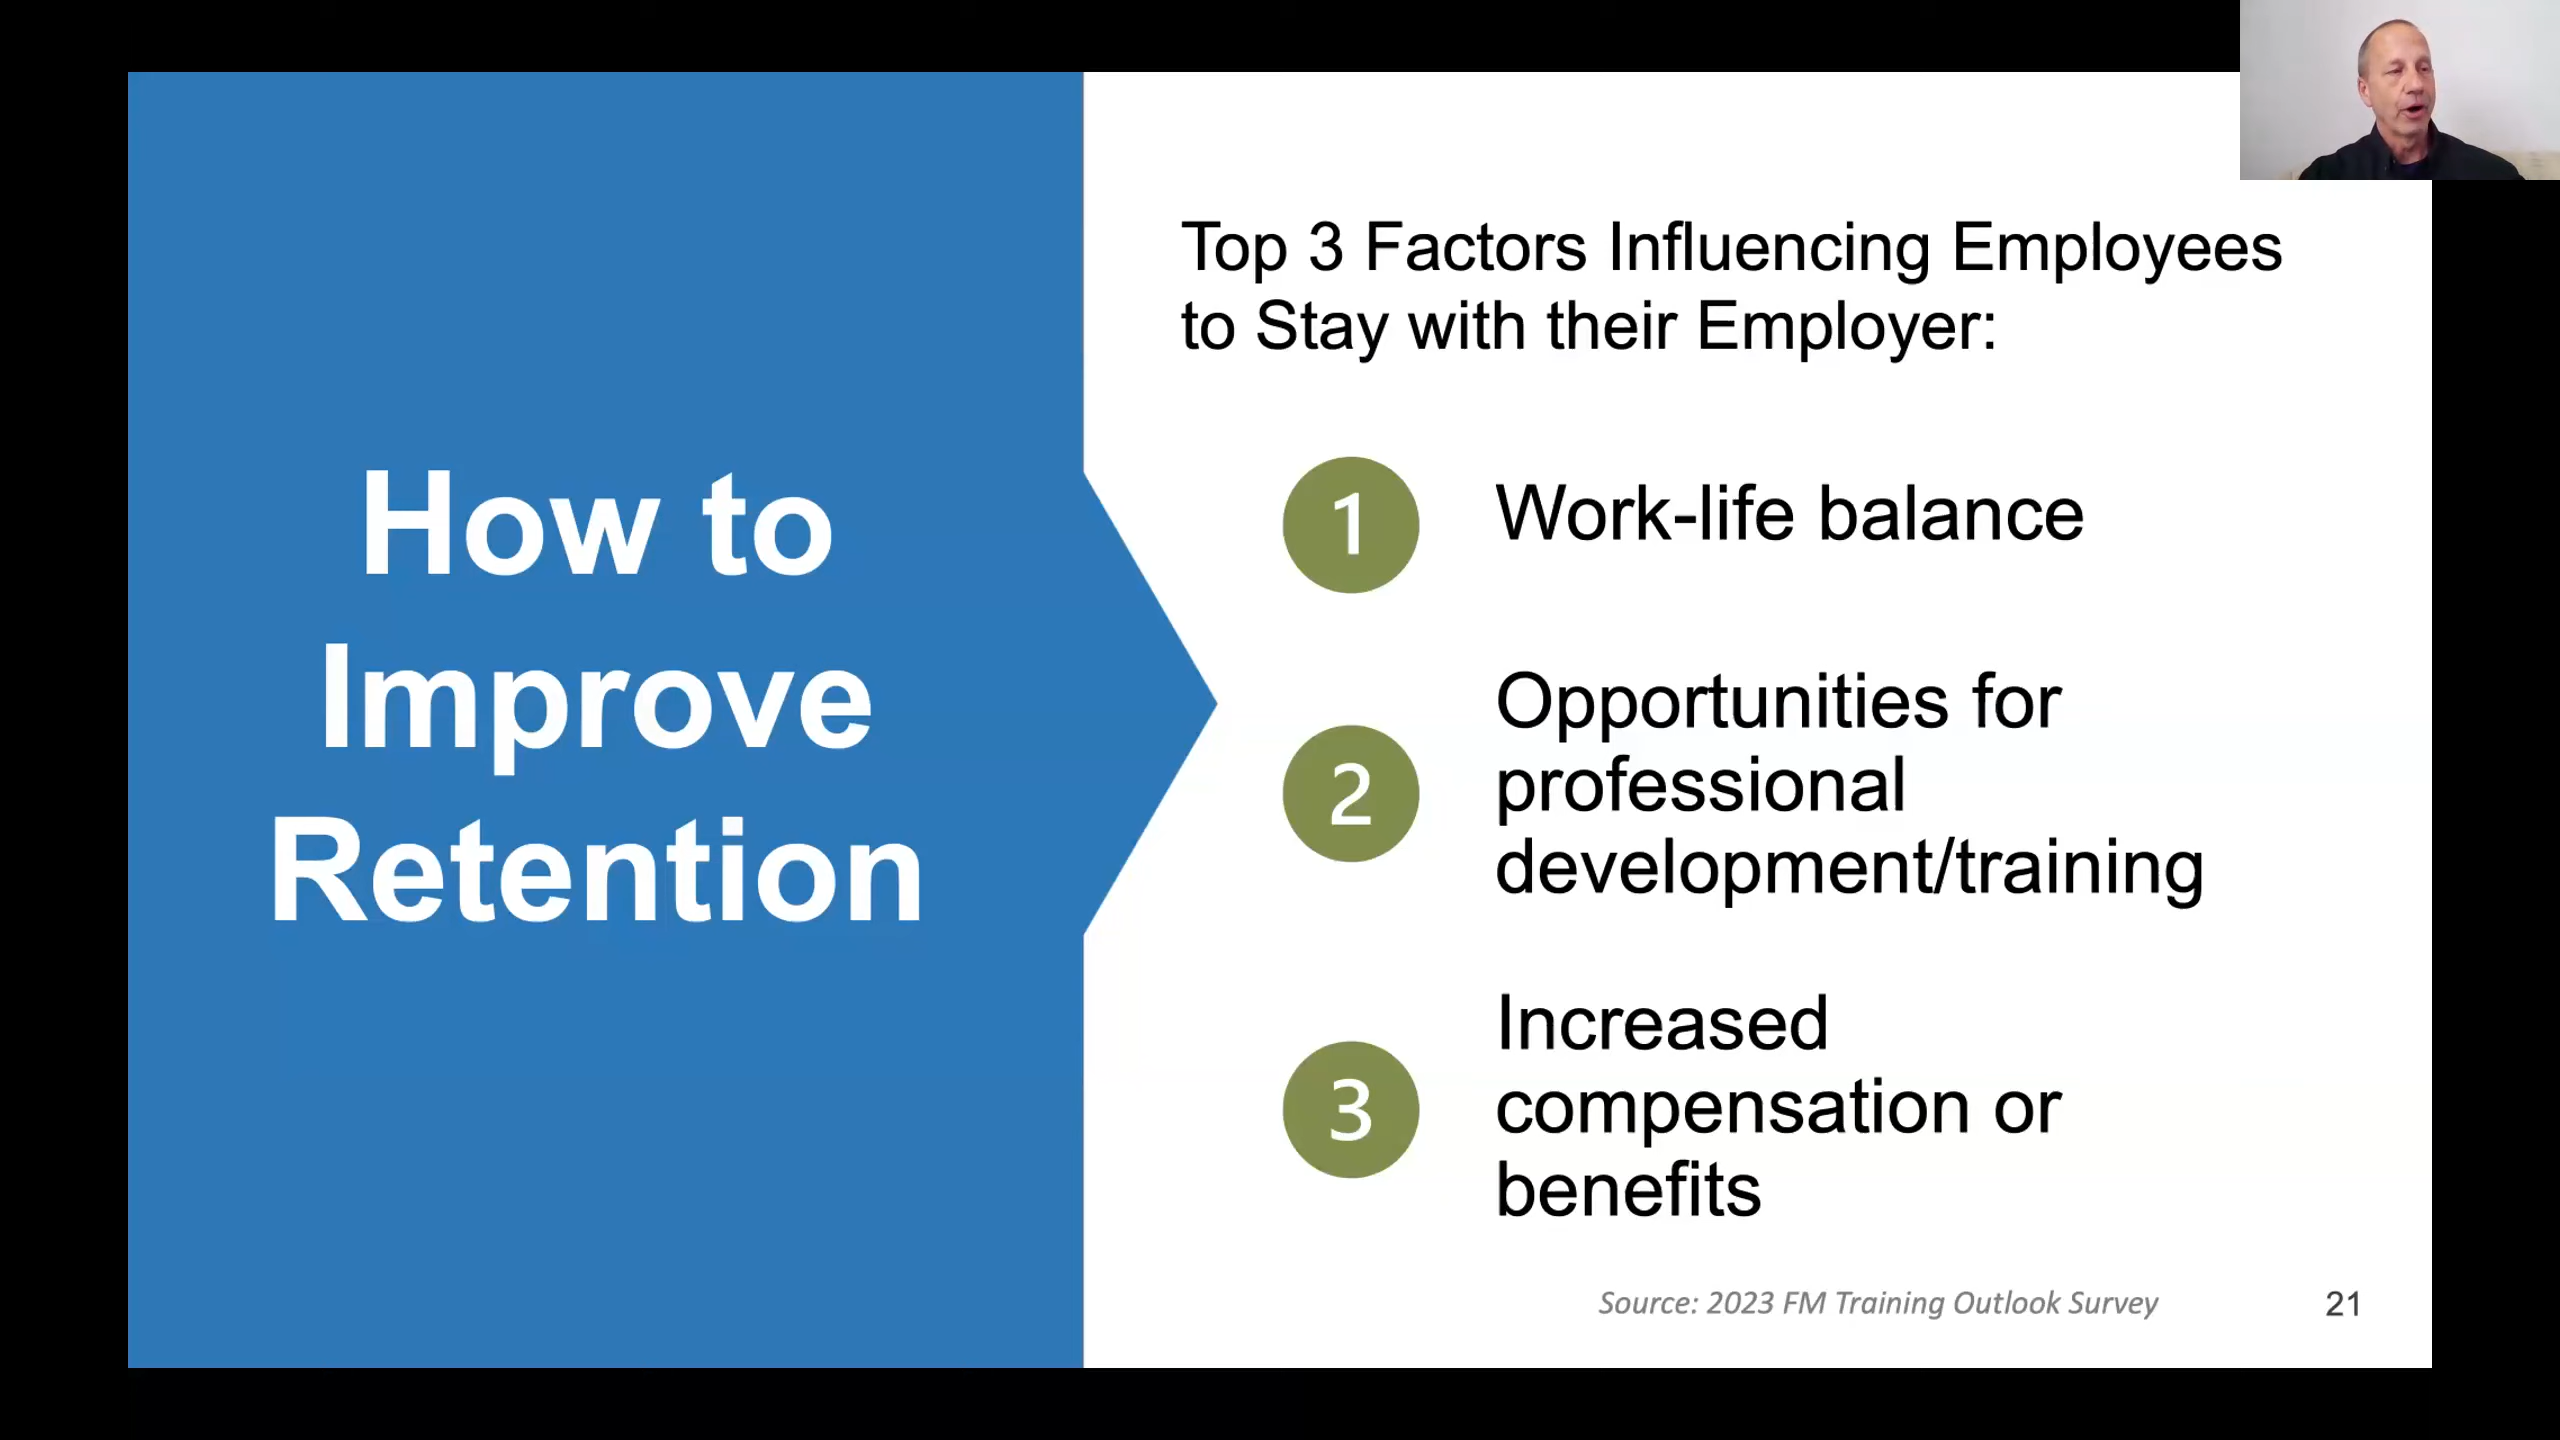 How to
Improve
Retention
Top 3 Factors Influencing Employees
to Stay with their Employer:
1
Work-life balance
2
Opportunities for
professional
development/training
3
Increased
compensation or
benefits
Source: 2023 FM Training Outlook Survey
21